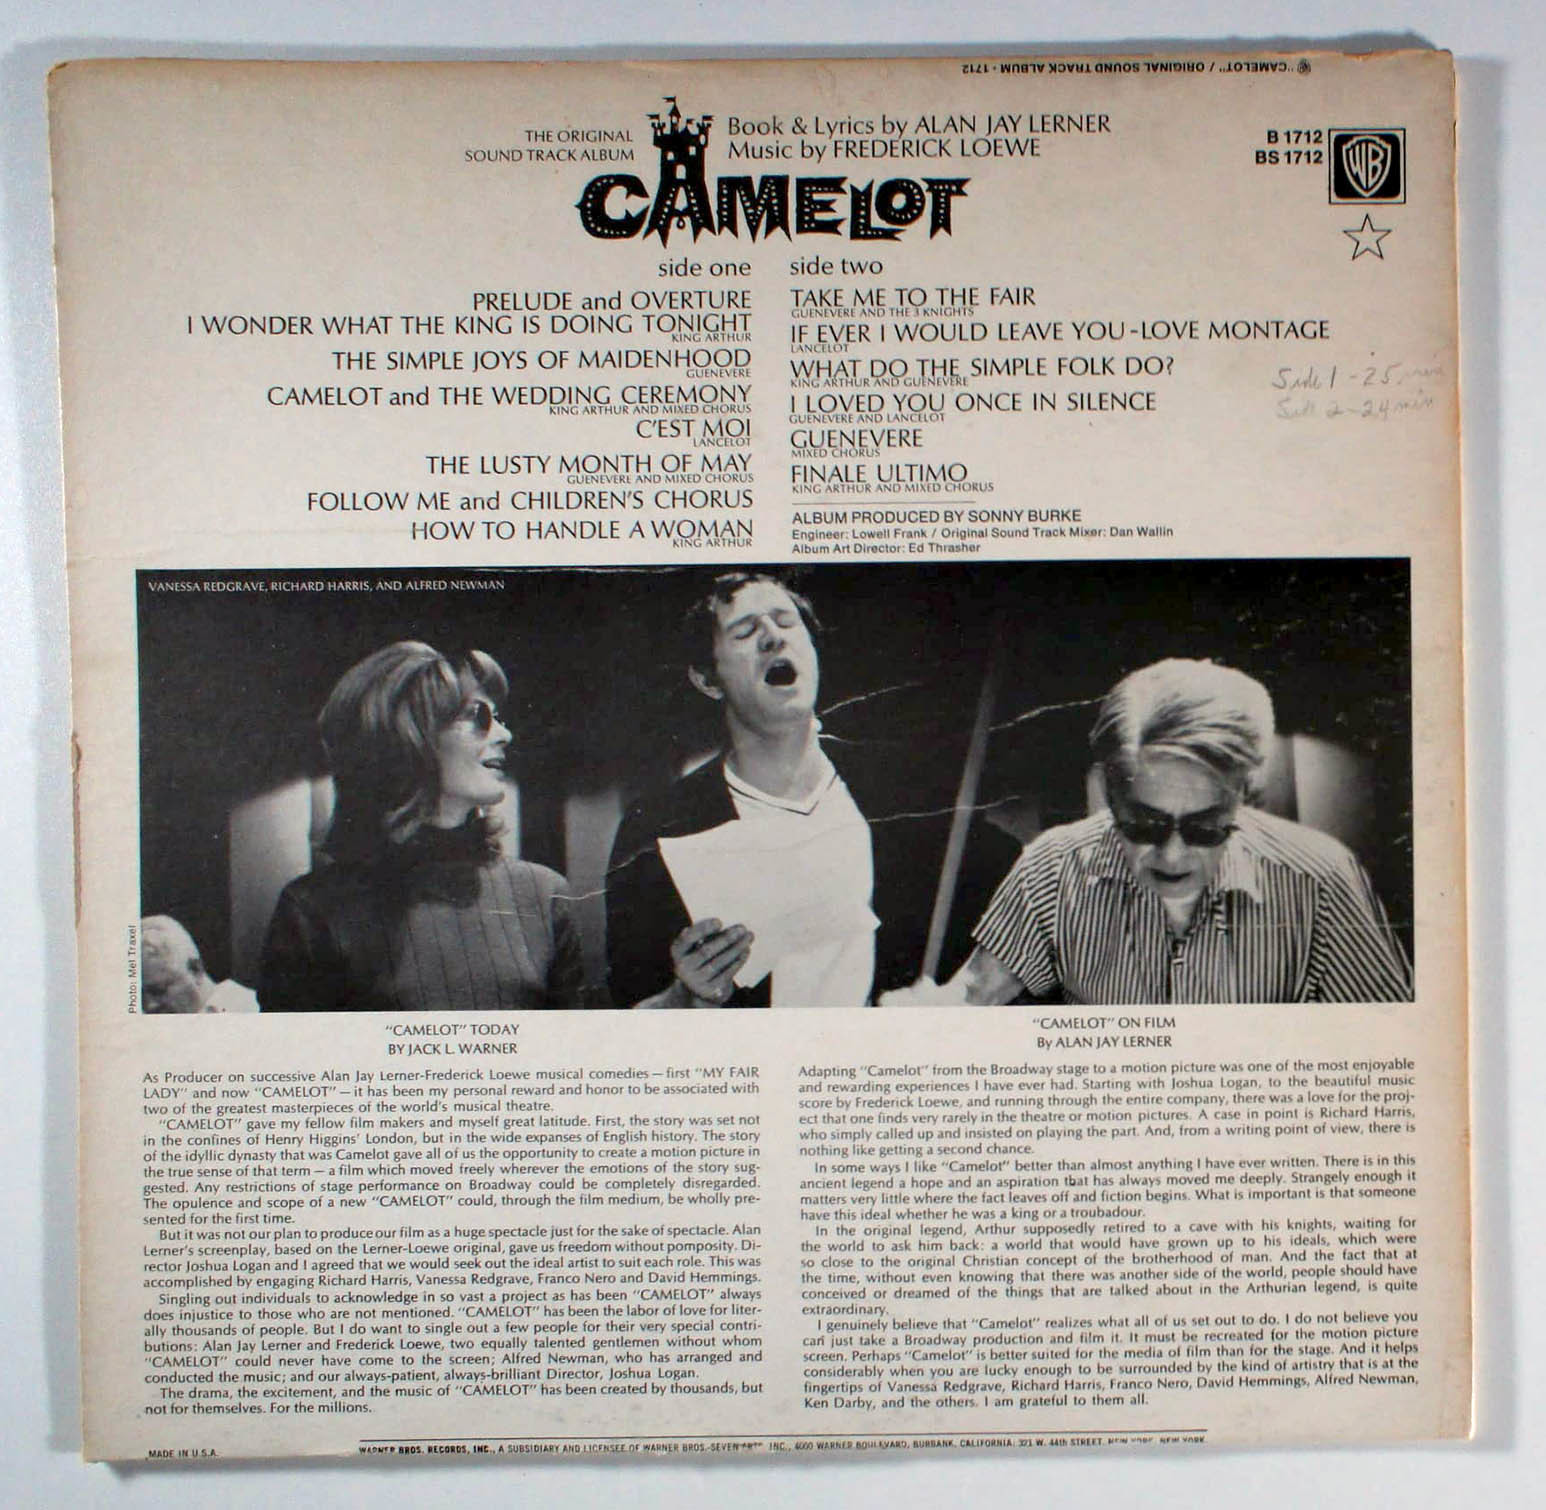 "CAMELOT" / ORIGINAL SOUND TRACK ALBUM • 1712
THE ORIGINAL
SOUND TRACK ALBUM
Book & Lyrics by ALAN JAY LERNER
Music by FREDERICK LOEWE
CAMELOT
B 1712
BS 1712
WB
side one
PRELUDE and OVERTURE
I WONDER WHAT THE KING IS DOING TONIGHT
KING ARTHUR
THE SIMPLE JOYS OF MAIDENHOOD
GUENEVERE
CAMELOT and THE WEDDING CEREMONY
KING ARTHUR AND MIXED CHORUS
C'EST MOI
LANCELOT
THE LUSTY MONTH OF MAY
GUENEVERE AND MIXED CHORUS
FOLLOW ME and CHILDREN'S CHORUS
HOW TO HANDLE A WOMAN
KING ARTHUR
side two
TAKE ME TO THE FAIR
GUENEVERE AND THE 3 KNIGHTS
IF EVER I WOULD LEAVE YOU-LOVE MONTAGE
LANCELOT
WHAT DO THE SIMPLE FOLK DO?
KING ARTHUR AND GUENEVERE
I LOVED YOU ONCE IN SILENCE
GUENEVERE AND LANCELOT
GUENEVERE
MIXED CHORUS
FINALE ULTIMO
KING ARTHUR AND MIXED CHORUS
ALBUM PRODUCED BY SONNY BURKE
Engineer: Lowell Frank / Original Sound Track Mixer: Dan Wallin
Album Art Director: Ed Thrasher
Side 1 - 25 min
Side 2 - 24 min
VANESSA REDGRAVE, RICHARD HARRIS, AND ALFRED NEWMAN
Photo: Mel Traxel
"CAMELOT" TODAY
BY JACK L. WARNER
As Producer on successive Alan Jay Lerner-Frederick Loewe musical comedies — first "MY FAIR
LADY" and now "CAMELOT" — it has been my personal reward and honor to be associated with
two of the greatest masterpieces of the world's musical theatre.
"CAMELOT" gave my fellow film makers and myself great latitude. First, the story was set not
in the confines of Henry Higgins' London, but in the wide expanses of English history. The story
of the idyllic dynasty that was Camelot gave all of us the opportunity to create a motion picture in
the true sense of that term — a film which moved freely wherever the emotions of the story sug-
gested. Any restrictions of stage performance on Broadway could be completely disregarded.
The opulence and scope of a new "CAMELOT" could, through the film medium, be wholly pre-
sented for the first time.
But it was not our plan to produce our film as a huge spectacle just for the sake of spectacle. Alan
Lerner's screenplay, based on the Lerner-Loewe original, gave us freedom without pomposity. Di-
rector Joshua Logan and I agreed that we would seek out the ideal artist to suit each role. This was
accomplished by engaging Richard Harris, Vanessa Redgrave, Franco Nero and David Hemmings.
Singling out individuals to acknowledge in so vast a project as has been "CAMELOT" always
does injustice to those who are not mentioned. "CAMELOT" has been the labor of love for liter-
ally thousands of people. But I do want to single out a few people for their very special contri-
butions: Alan Jay Lerner and Frederick Loewe, two equally talented gentlemen without whom
"CAMELOT" could never have come to the screen; Alfred Newman, who has arranged and
conducted the music; and our always-patient, always-brilliant Director, Joshua Logan.
The drama, the excitement, and the music of "CAMELOT" has been created by thousands, but
not for themselves. For the millions.
"CAMELOT" ON FILM
By ALAN JAY LERNER
Adapting "Camelot" from the Broadway stage to a motion picture was one of the most enjoyable
and rewarding experiences I have ever had. Starting with Joshua Logan, to the beautiful music
score by Frederick Loewe, and running through the entire company, there was a love for the proj-
ect that one finds very rarely in the theatre or motion pictures. A case in point is Richard Harris,
who simply called up and insisted on playing the part. And, from a writing point of view, there is
nothing like getting a second chance.
In some ways I like "Camelot" better than almost anything I have ever written. There is in this
ancient legend a hope and an aspiration that has always moved me deeply. Strangely enough it
matters very little where the fact leaves off and fiction begins. What is important is that someone
have this ideal whether he was a king or a troubadour.
In the original legend, Arthur supposedly retired to a cave with his knights, waiting for
the world to ask him back: a world that would have grown up to his ideals, which were
so close to the original Christian concept of the brotherhood of man. And the fact that at
the time, without even knowing that there was another side of the world, people should have
conceived or dreamed of the things that are talked about in the Arthurian legend, is quite
extraordinary.
I genuinely believe that "Camelot" realizes what all of us set out to do. I do not believe you
can just take a Broadway production and film it. It must be recreated for the motion picture
screen. Perhaps "Camelot" is better suited for the media of film than for the stage. And it helps
considerably when you are lucky enough to be surrounded by the kind of artistry that is at the
fingertips of Vanessa Redgrave, Richard Harris, Franco Nero, David Hemmings, Alfred Newman,
Ken Darby, and the others. I am grateful to them all.
MADE IN U.S.A.
WARNER BROS. RECORDS, INC., A SUBSIDIARY AND LICENSEE OF WARNER BROS.-SEVEN ARTS INC., 4000 WARNER BOULEVARD, BURBANK, CALIFORNIA; 321 W. 44th STREET, NEW YORK, NEW YORK